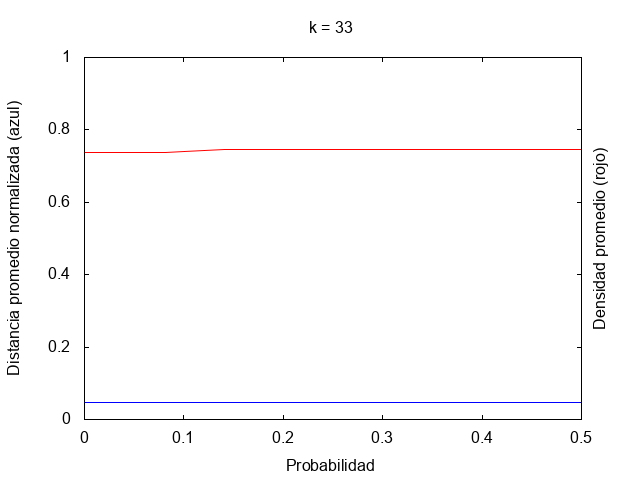 k = 33
Distancia promedio normalizada (azul)
1
0.8
0.6
0.4
0.2
0
0 0.1 0.2 0.3 0.4 0.5
Probabilidad
Densidad promedio (rojo)